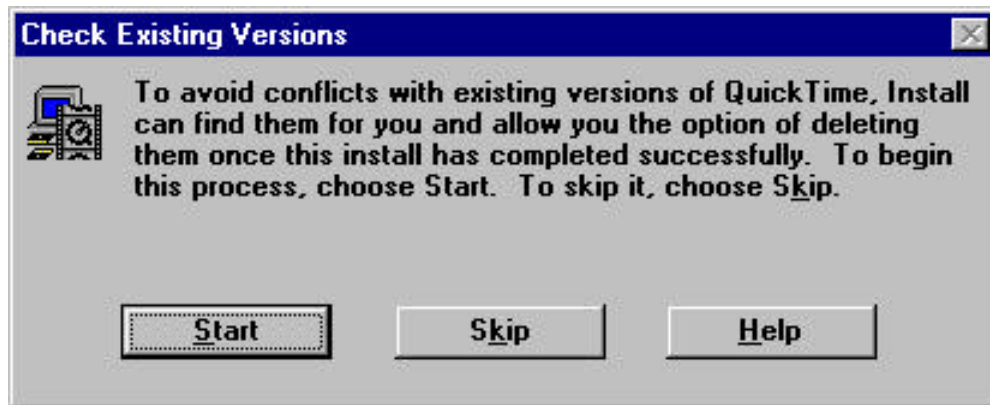 Check Existing Versions
To avoid conflicts with existing versions of QuickTime, Install
can find them for you and allow you the option of deleting
them once this install has completed successfully.  To begin
this process, choose Start.  To skip it, choose Skip.
Start
Skip
Help